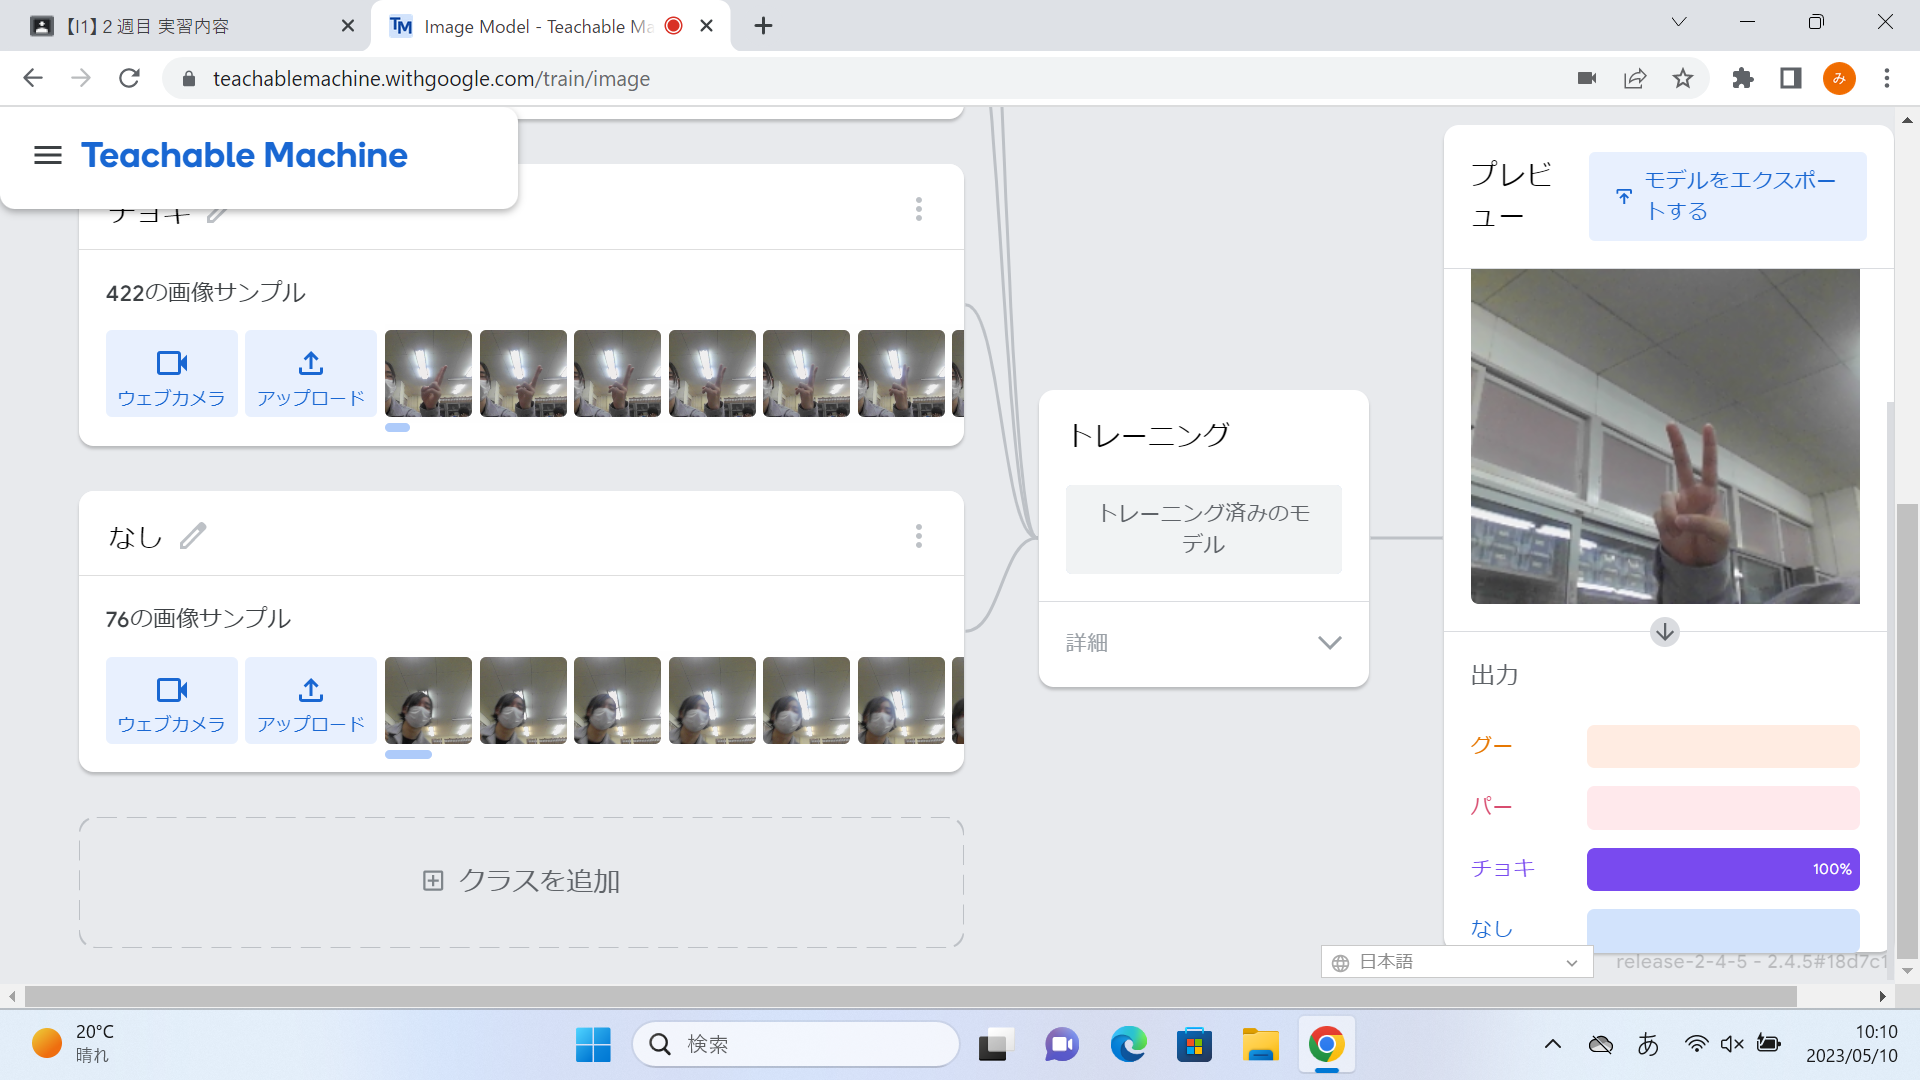 【I1】２週目 実習内容
Image Model - Teachable Ma
teachablemachine.withgoogle.com/train/image
み
Teachable Machine
チョキ
422の画像サンプル
ウェブカメラ
アップロード
なし
76の画像サンプル
ウェブカメラ
アップロード
クラスを追加
トレーニング
トレーニング済みのモ
デル
詳細
プレビ
ュー
モデルをエクスポー
トする
出力
グー
パー
チョキ
100%
なし
日本語
release-2-4-5 - 2.4.5#18d7c1
20°C
晴れ
検索
あ
10:10
2023/05/10